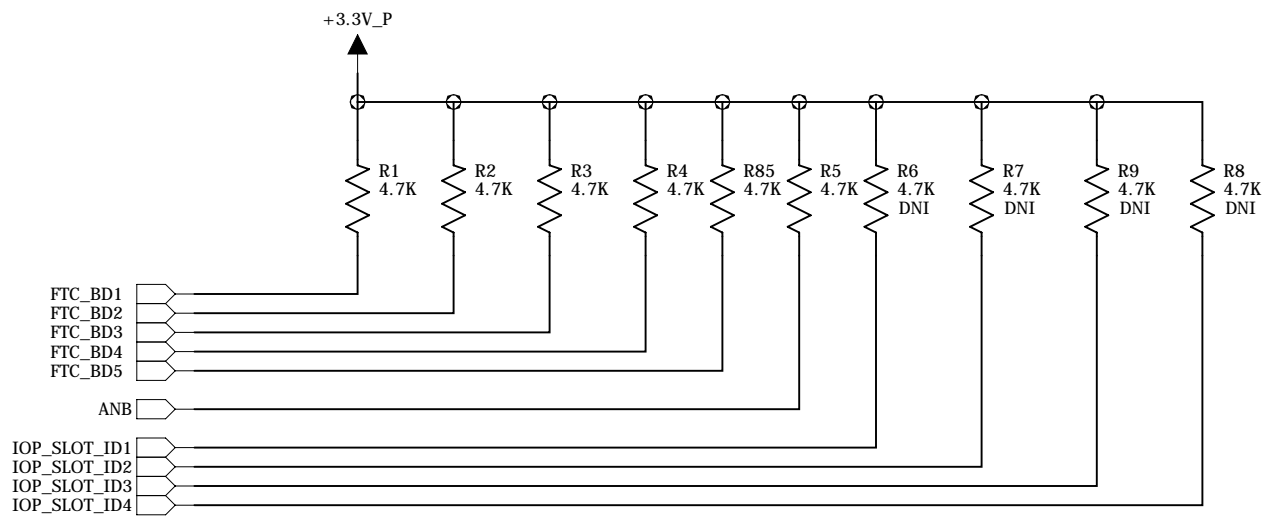 +3.3V_P
R1
4.7K
R2
4.7K
R3
4.7K
R4
4.7K
R85
4.7K
R5
4.7K
R6
4.7K
DNI
R7
4.7K
DNI
R9
4.7K
DNI
R8
4.7K
DNI
FTC_BD1
FTC_BD2
FTC_BD3
FTC_BD4
FTC_BD5
ANB
IOP_SLOT_ID1
IOP_SLOT_ID2
IOP_SLOT_ID3
IOP_SLOT_ID4